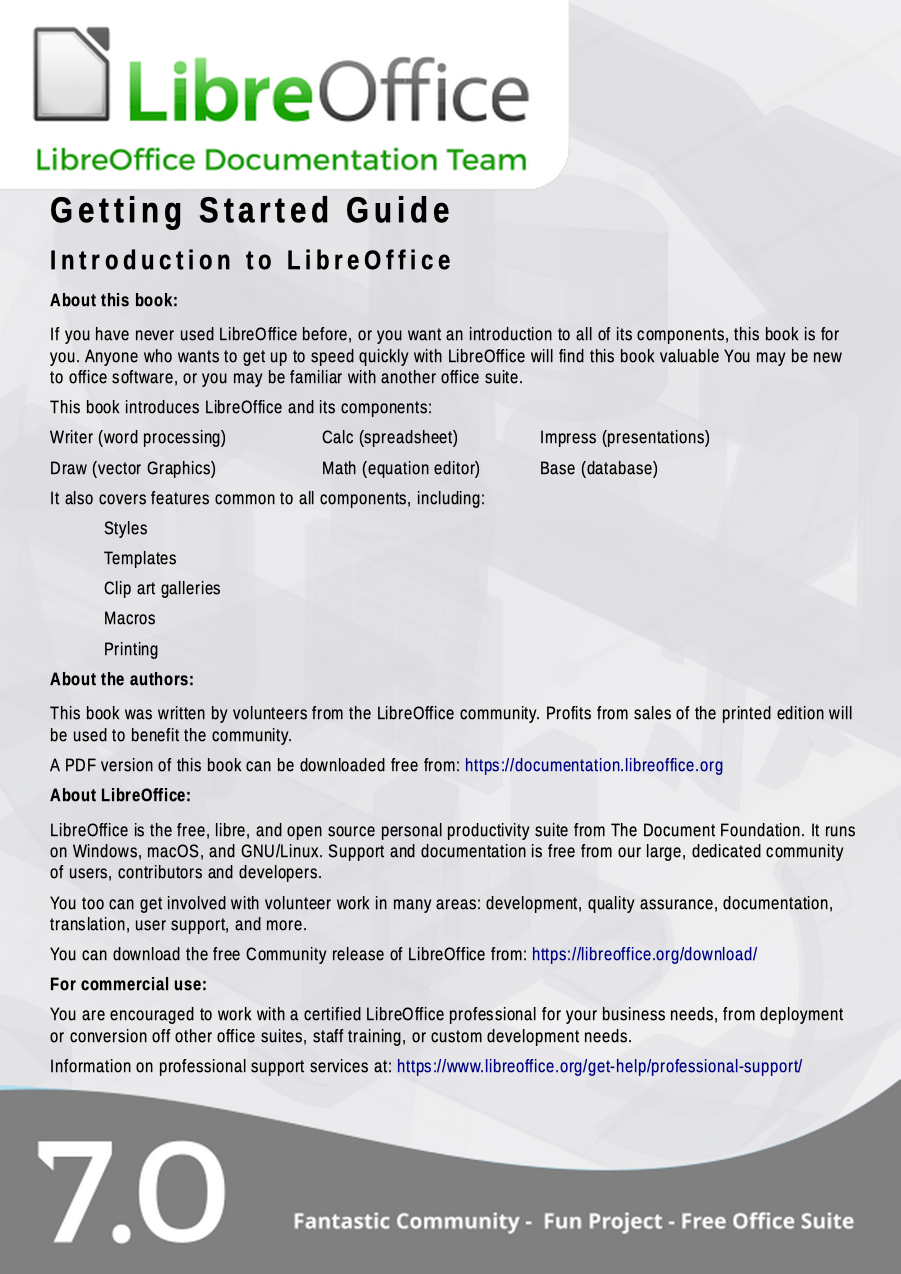 LibreOffice
LibreOffice Documentation Team
Getting Started Guide
Introduction to LibreOffice
About this book:
If you have never used LibreOffice before, or you want an introduction to all of its components, this book is for
you. Anyone who wants to get up to speed quickly with LibreOffice will find this book valuable You may be new
to office software, or you may be familiar with another office suite.
This book introduces LibreOffice and its components:
Writer (word processing) Calc (spreadsheet) Impress (presentations)
Draw (vector Graphics) Math (equation editor) Base (database)
It also covers features common to all components, including:
Styles
Templates
Clip art galleries
Macros
Printing
About the authors:
This book was written by volunteers from the LibreOffice community. Profits from sales of the printed edition will
be used to benefit the community.
A PDF version of this book can be downloaded free from: https://documentation.libreoffice.org
About LibreOffice:
LibreOffice is the free, libre, and open source personal productivity suite from The Document Foundation. It runs
on Windows, macOS, and GNU/Linux. Support and documentation is free from our large, dedicated community
of users, contributors and developers.
You too can get involved with volunteer work in many areas: development, quality assurance, documentation,
translation, user support, and more.
You can download the free Community release of LibreOffice from: https://libreoffice.org/download/
For commercial use:
You are encouraged to work with a certified LibreOffice professional for your business needs, from deployment
or conversion off other office suites, staff training, or custom development needs.
Information on professional support services at: https://www.libreoffice.org/get-help/professional-support/
7.0
Fantastic Community - Fun Project - Free Office Suite